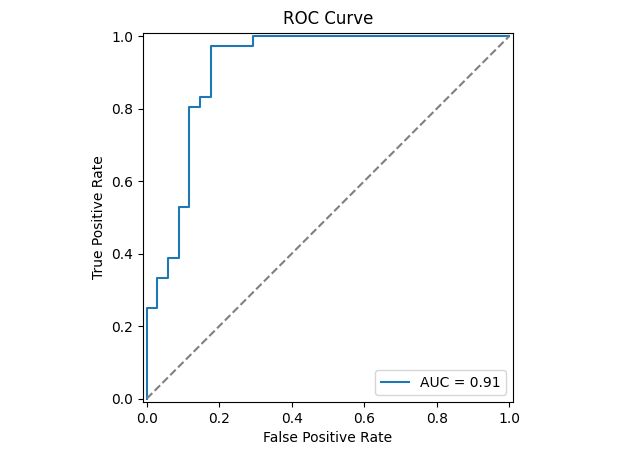 ROC Curve
1.0
0.8
0.6
0.4
0.2
0.0
True Positive Rate
0.0 0.2 0.4 0.6 0.8 1.0
False Positive Rate
AUC = 0.91